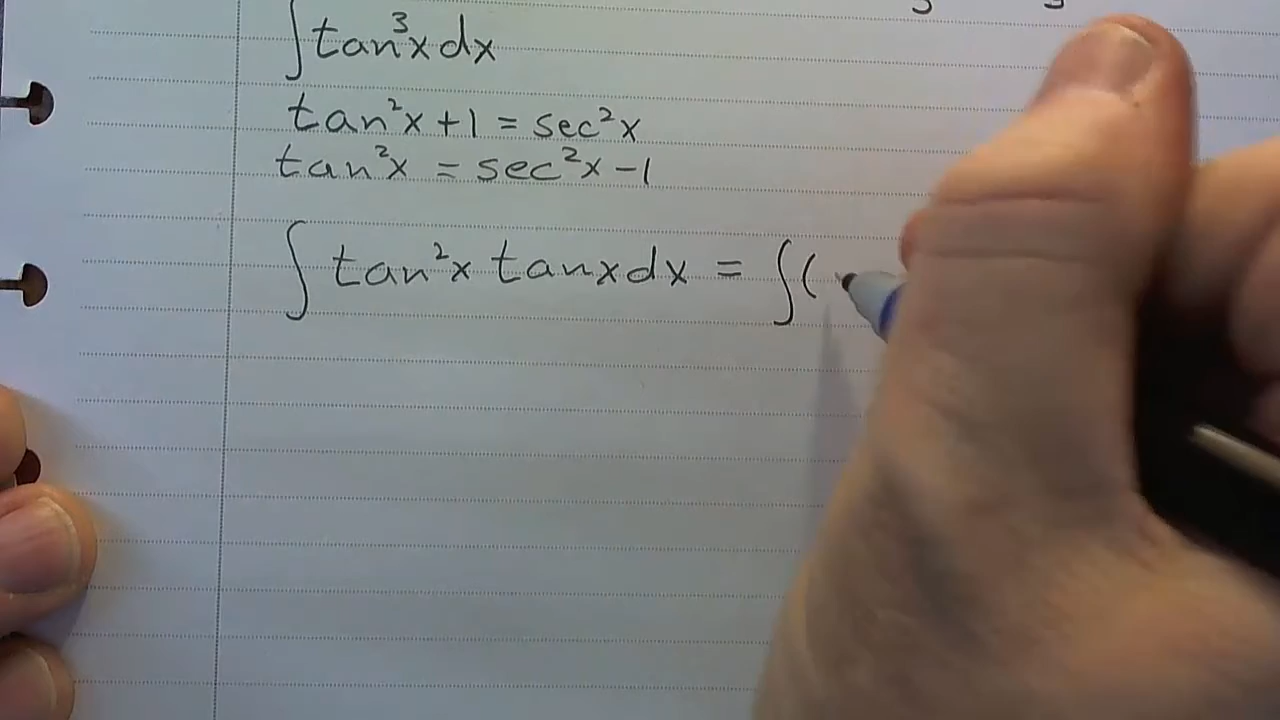 ∫tan³x dx
tan²x + 1 = sec²x
tan²x = sec²x - 1
∫ tan²x tanx dx = ∫(